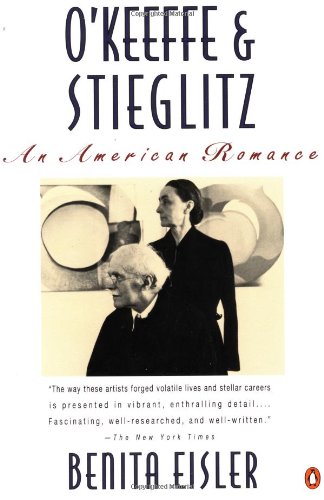 O'KEEFFE &
STIEGLITZ
An American Romance
"The way these artists forged volatile lives and stellar careers
is presented in vibrant, enthralling detail....
Fascinating, well-researched, and well-written."
—The New York Times
BENITA EISLER